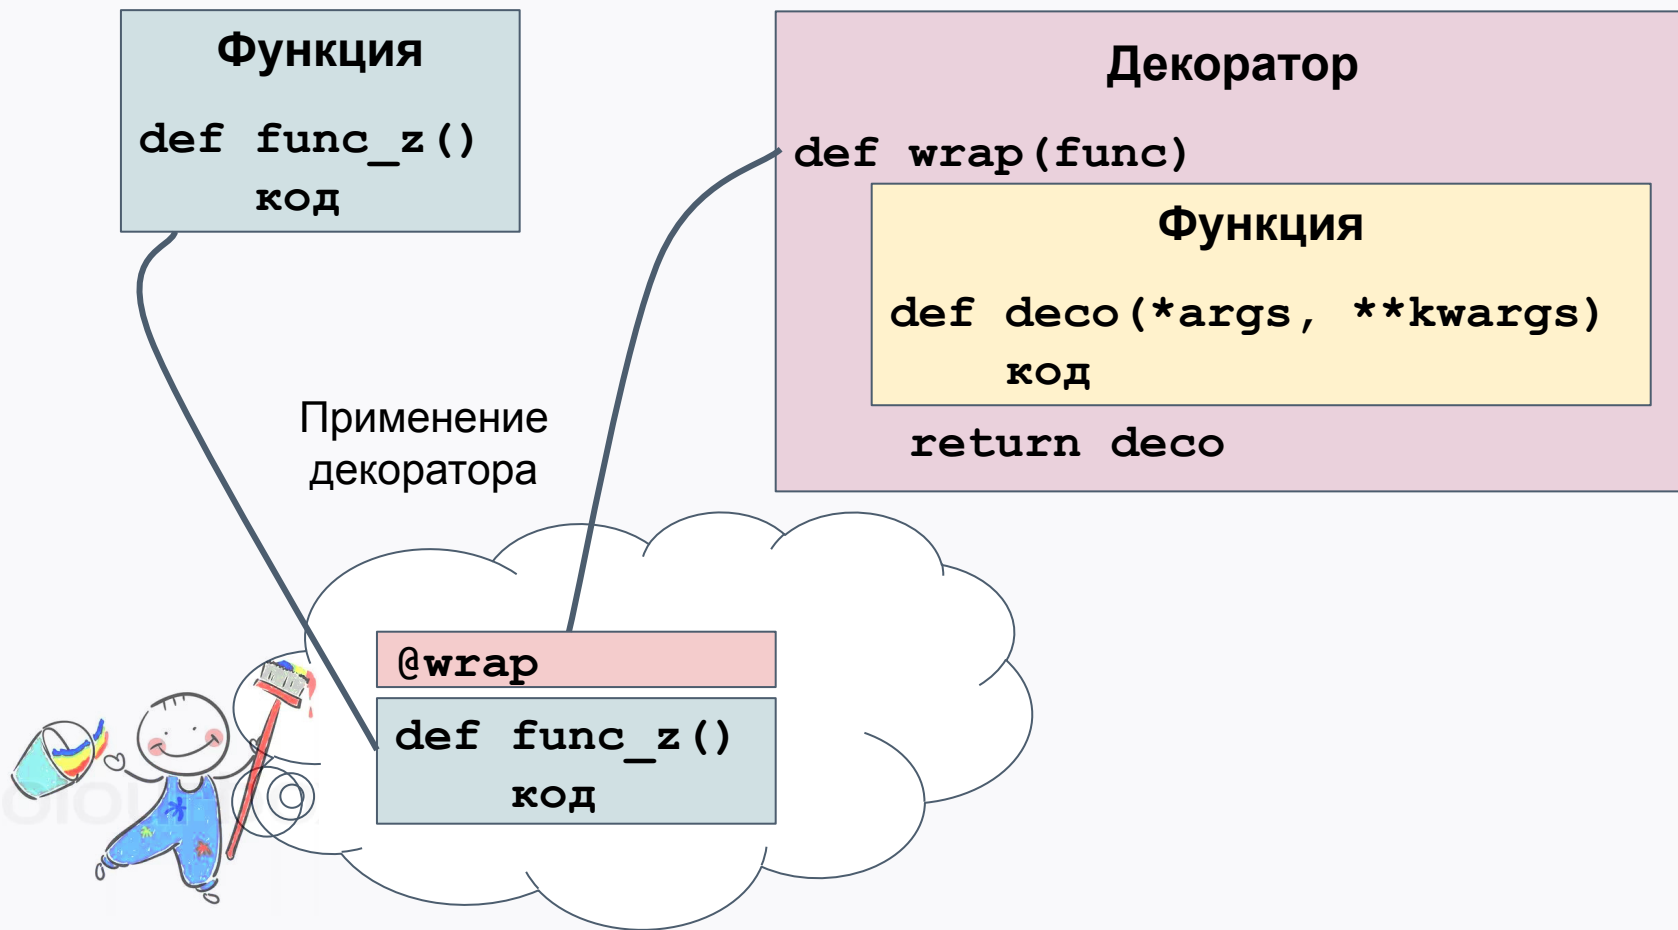 Функция
def func_z()
код
Декоратор
def wrap(func)
Функция
def deco(*args, **kwargs)
код
return deco
Применение
декоратора
@wrap
def func_z()
код